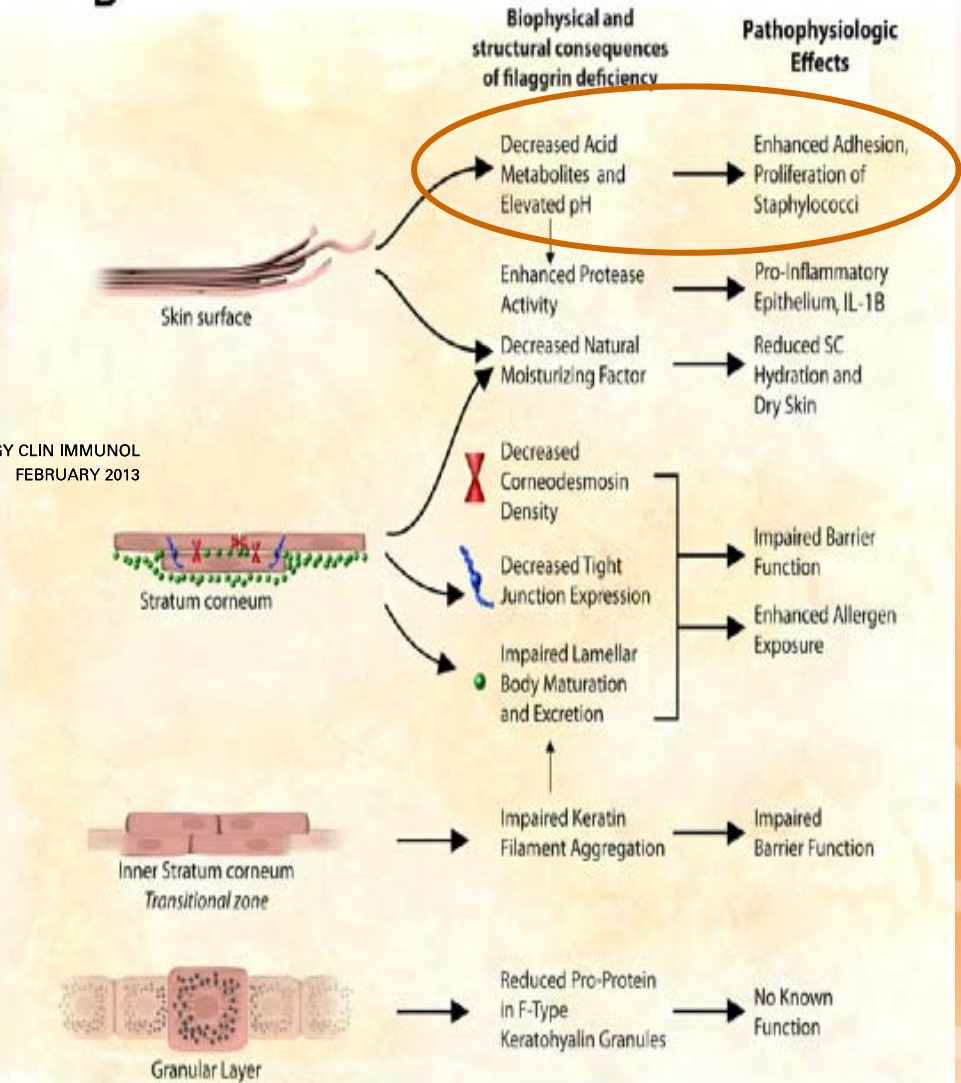 Biophysical and
structural consequences
of filaggrin deficiency
Pathophysiologic
Effects
Decreased Acid
Metabolites and
Elevated pH
Enhanced Adhesion,
Proliferation of
Staphylococci
Enhanced Protease
Activity
Pro-Inflammatory
Epithelium, IL-1B
Skin surface
Decreased Natural
Moisturizing Factor
Reduced SC
Hydration and
Dry Skin
GY CLIN IMMUNOL
FEBRUARY 2013
Decreased
Corneodesmosin
Density
Impaired Barrier
Function
Decreased Tight
Junction Expression
Stratum corneum
Enhanced Allergen
Exposure
Impaired Lamellar
Body Maturation
and Excretion
Impaired Keratin
Filament Aggregation
Impaired
Barrier Function
Inner Stratum corneum
Transitional zone
Reduced Pro-Protein
in F-Type
Keratohyalin Granules
No Known
Function
Granular Layer